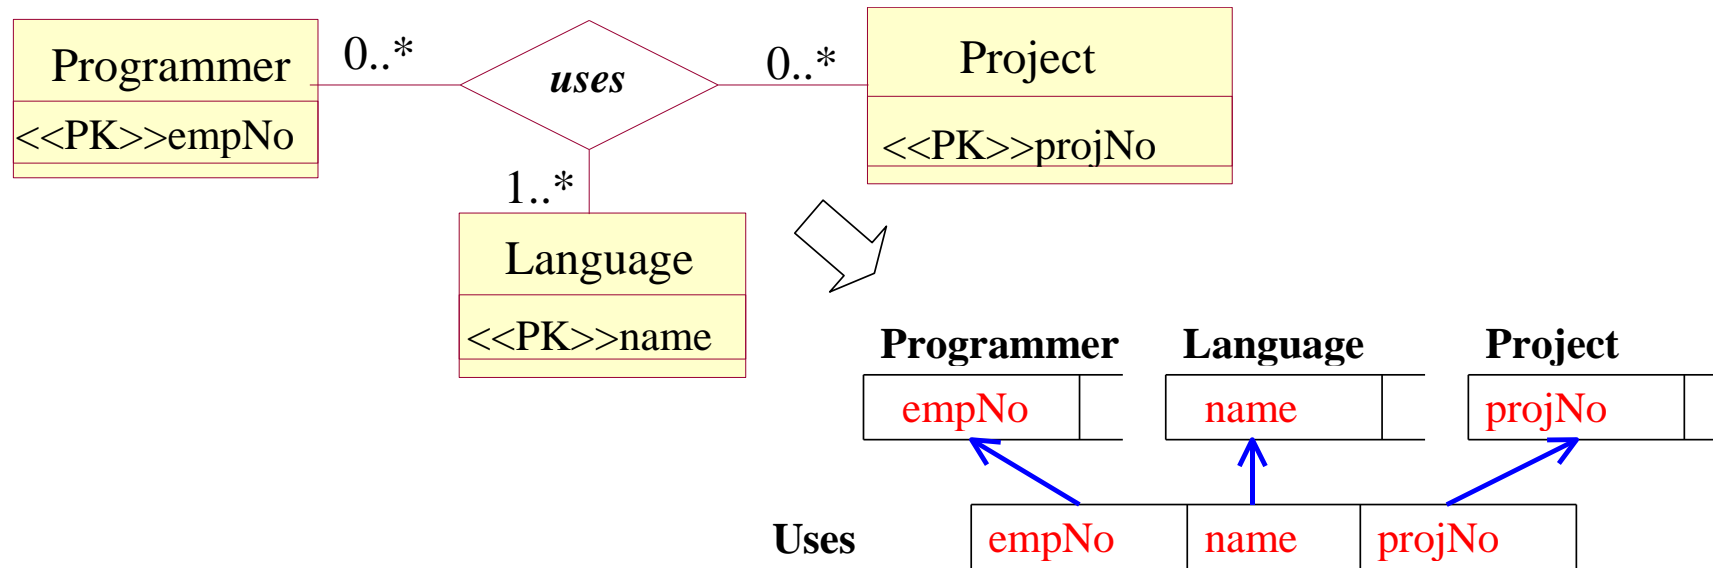 Programmer
<<PK>>empNo
0..*
uses
0..*
Project
<<PK>>projNo
1..*
Language
<<PK>>name
Programmer Language Project
empNo name projNo
Uses empNo name projNo